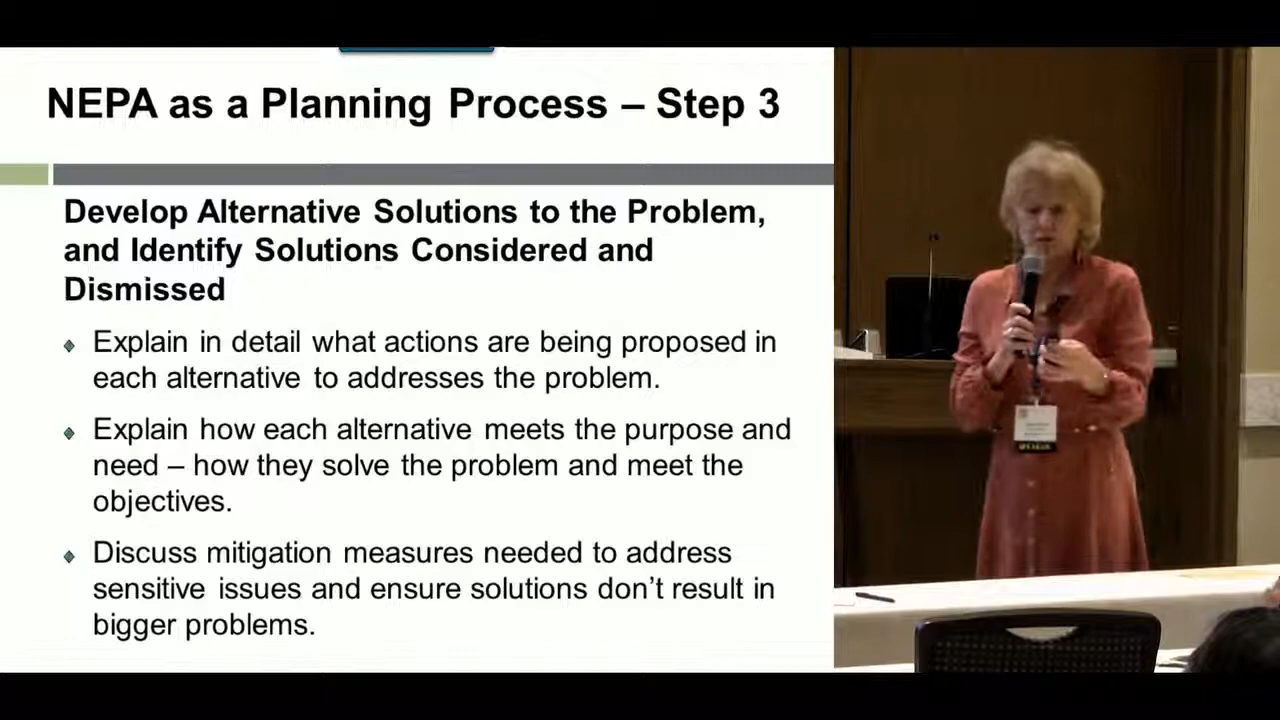 NEPA as a Planning Process – Step 3
Develop Alternative Solutions to the Problem,
and Identify Solutions Considered and
Dismissed
Explain in detail what actions are being proposed in
each alternative to addresses the problem.
Explain how each alternative meets the purpose and
need – how they solve the problem and meet the
objectives.
Discuss mitigation measures needed to address
sensitive issues and ensure solutions don’t result in
bigger problems.
SPEAKER